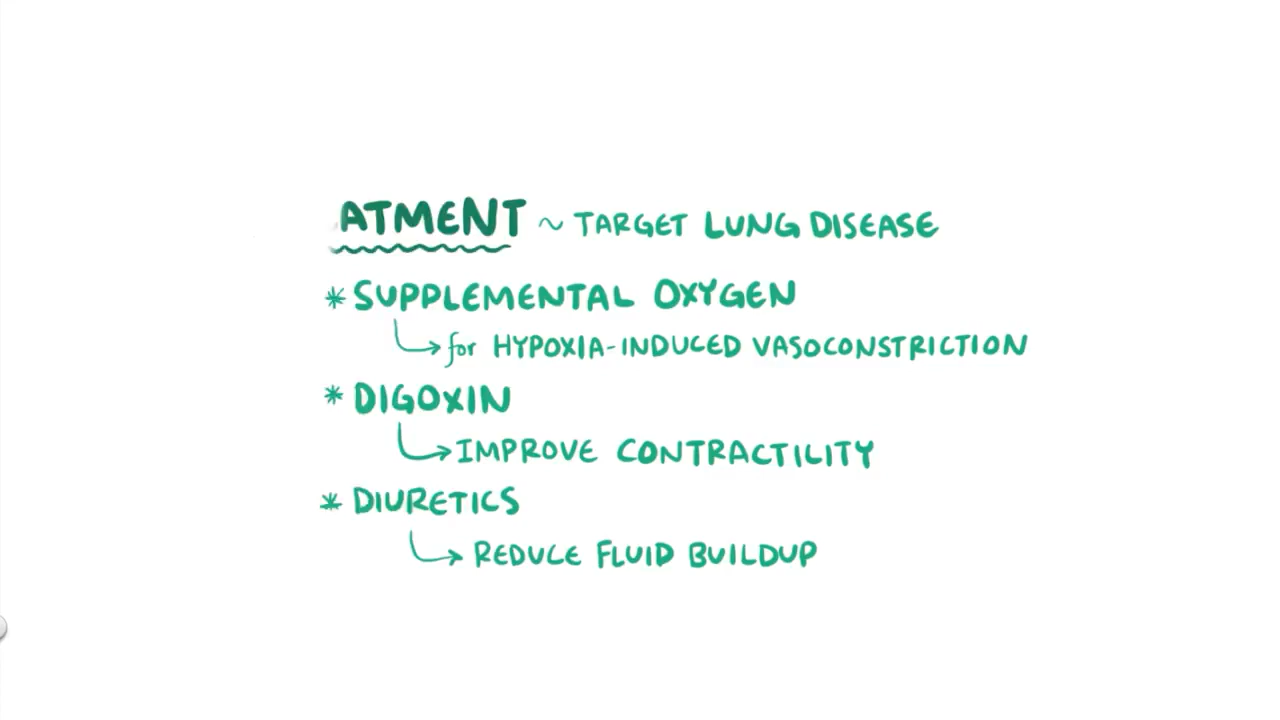 ATMENT ~ TARGET LUNG DISEASE
* SUPPLEMENTAL OXYGEN
for HYPOXIA-INDUCED VASOCONSTRICTION
* DIGOXIN
IMPROVE CONTRACTILITY
* DIURETICS
REDUCE FLUID BUILDUP